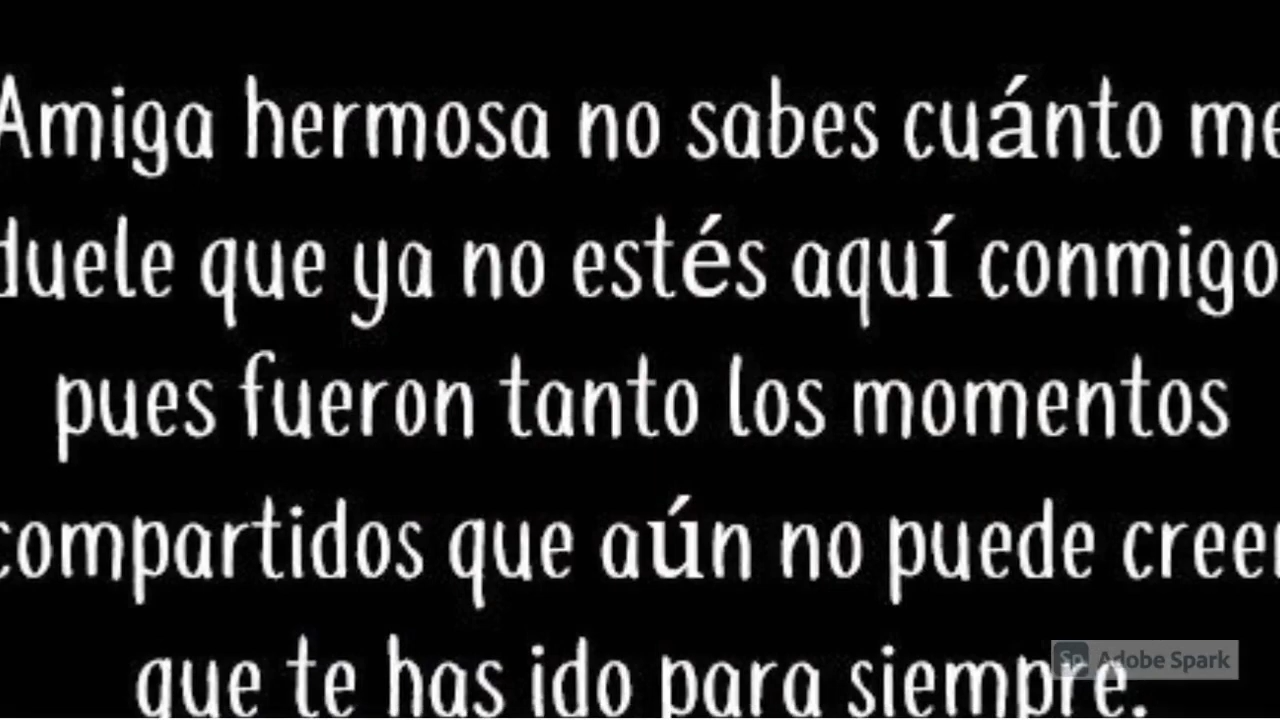 Amiga hermosa no sabes cuánto me
duele que ya no estés aquí conmigo
pues fueron tanto los momentos
compartidos que aún no puede creer
que te has ido para siempre.
Sp Adobe Spark